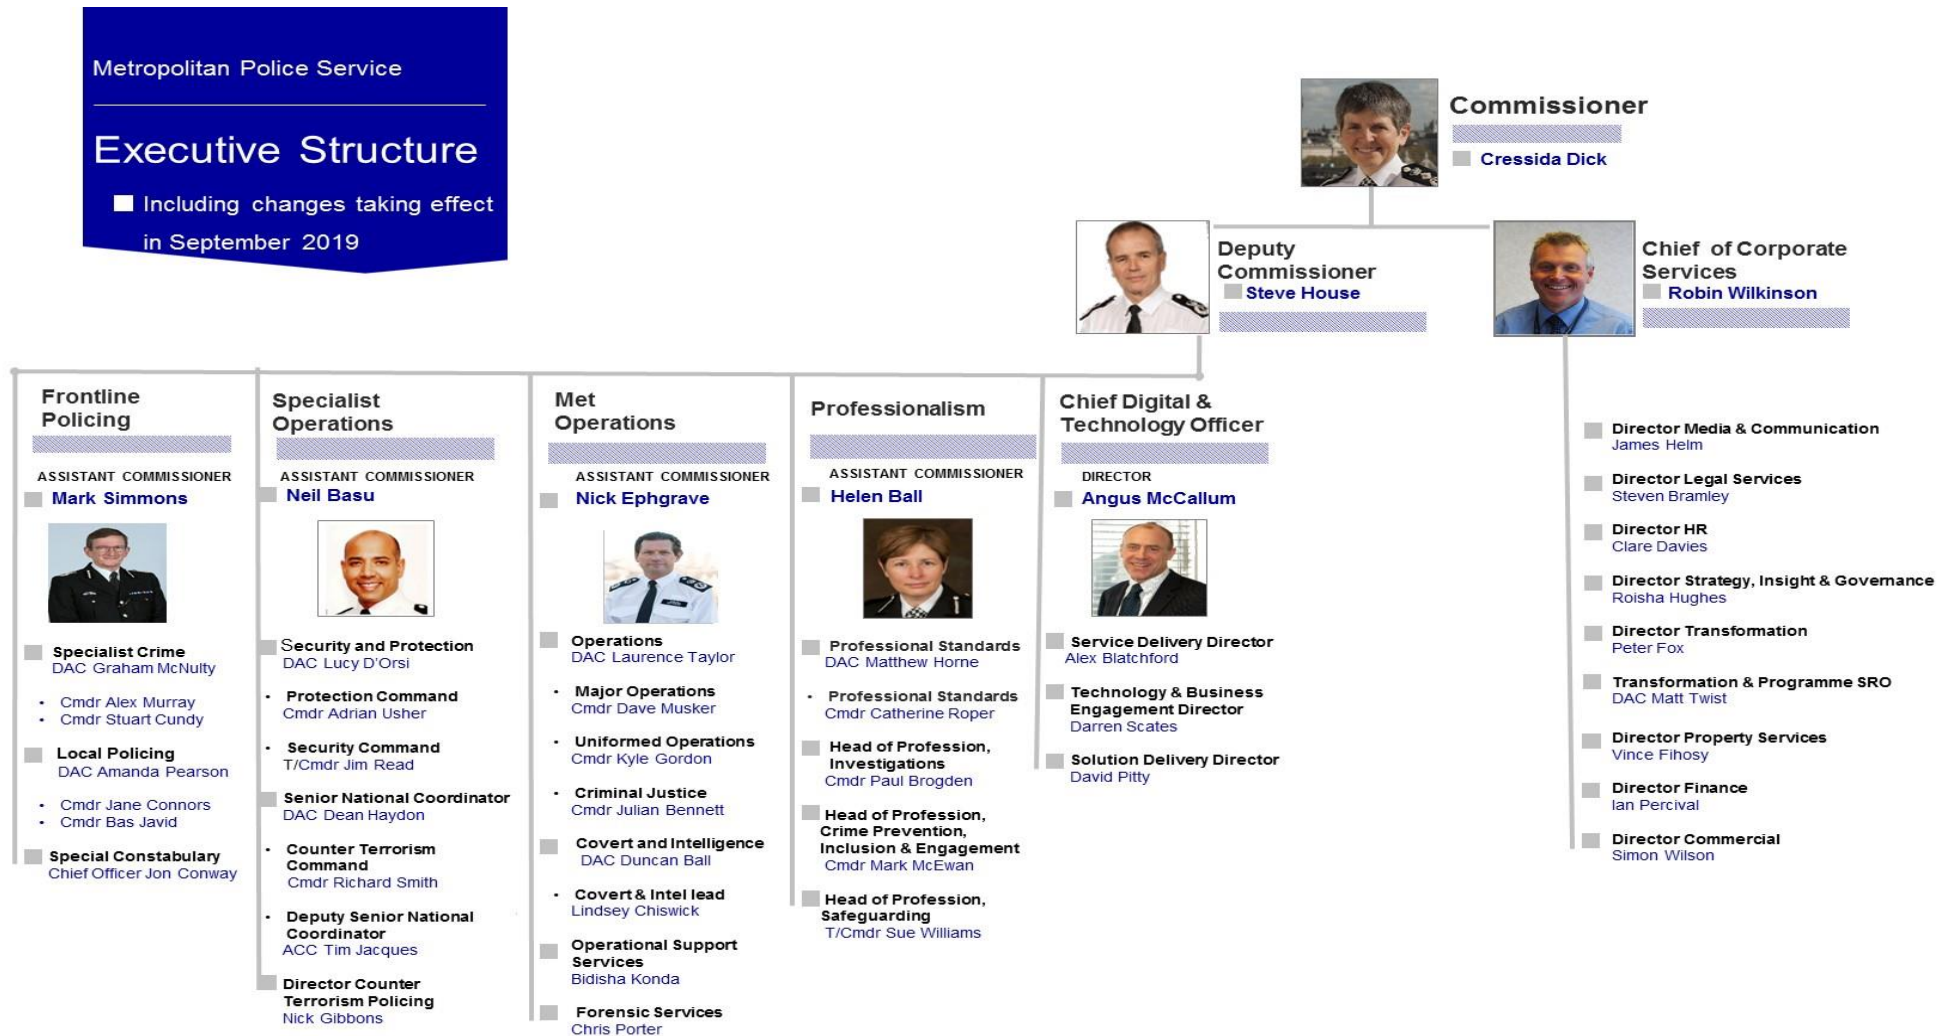 Metropolitan Police Service
Executive Structure
Including changes taking effect
in September 2019
Commissioner
Cressida Dick
Deputy
Commissioner
Steve House
Chief of Corporate
Services
Robin Wilkinson
Frontline
Policing
ASSISTANT COMMISSIONER
Mark Simmons
Specialist Crime
DAC Graham McNulty
• Cmdr Alex Murray
• Cmdr Stuart Cundy
Local Policing
DAC Amanda Pearson
• Cmdr Jane Connors
• Cmdr Bas Javid
Special Constabulary
Chief Officer Jon Conway
Specialist
Operations
ASSISTANT COMMISSIONER
Neil Basu
Security and Protection
DAC Lucy D'Orsi
• Protection Command
Cmdr Adrian Usher
• Security Command
T/Cmdr Jim Read
Senior National Coordinator
DAC Dean Haydon
• Counter Terrorism
Command
Cmdr Richard Smith
• Deputy Senior National
Coordinator
ACC Tim Jacques
Director Counter
Terrorism Policing
Nick Gibbons
Met
Operations
ASSISTANT COMMISSIONER
Nick Ephgrave
Operations
DAC Laurence Taylor
• Major Operations
Cmdr Dave Musker
• Uniformed Operations
Cmdr Kyle Gordon
• Criminal Justice
Cmdr Julian Bennett
Covert and Intelligence
DAC Duncan Ball
• Covert & Intel lead
Lindsey Chiswick
Operational Support
Services
Bidisha Konda
Forensic Services
Chris Porter
Professionalism
ASSISTANT COMMISSIONER
Helen Ball
Professional Standards
DAC Matthew Horne
• Professional Standards
Cmdr Catherine Roper
Head of Profession,
Investigations
Cmdr Paul Brogden
Head of Profession,
Crime Prevention,
Inclusion & Engagement
Cmdr Mark McEwan
Head of Profession,
Safeguarding
T/Cmdr Sue Williams
Chief Digital &
Technology Officer
DIRECTOR
Angus McCallum
Service Delivery Director
Alex Blatchford
Technology & Business
Engagement Director
Darren Scates
Solution Delivery Director
David Pitty
Director Media & Communication
James Helm
Director Legal Services
Steven Bramley
Director HR
Clare Davies
Director Strategy, Insight & Governance
Roisha Hughes
Director Transformation
Peter Fox
Transformation & Programme SRO
DAC Matt Twist
Director Property Services
Vince Fihosy
Director Finance
Ian Percival
Director Commercial
Simon Wilson